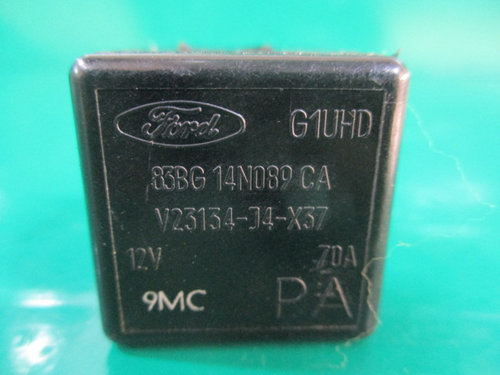 Ford G1UHD
83BG 14N089 CA
V23134-J4-X37
12V 70A
9MC PA